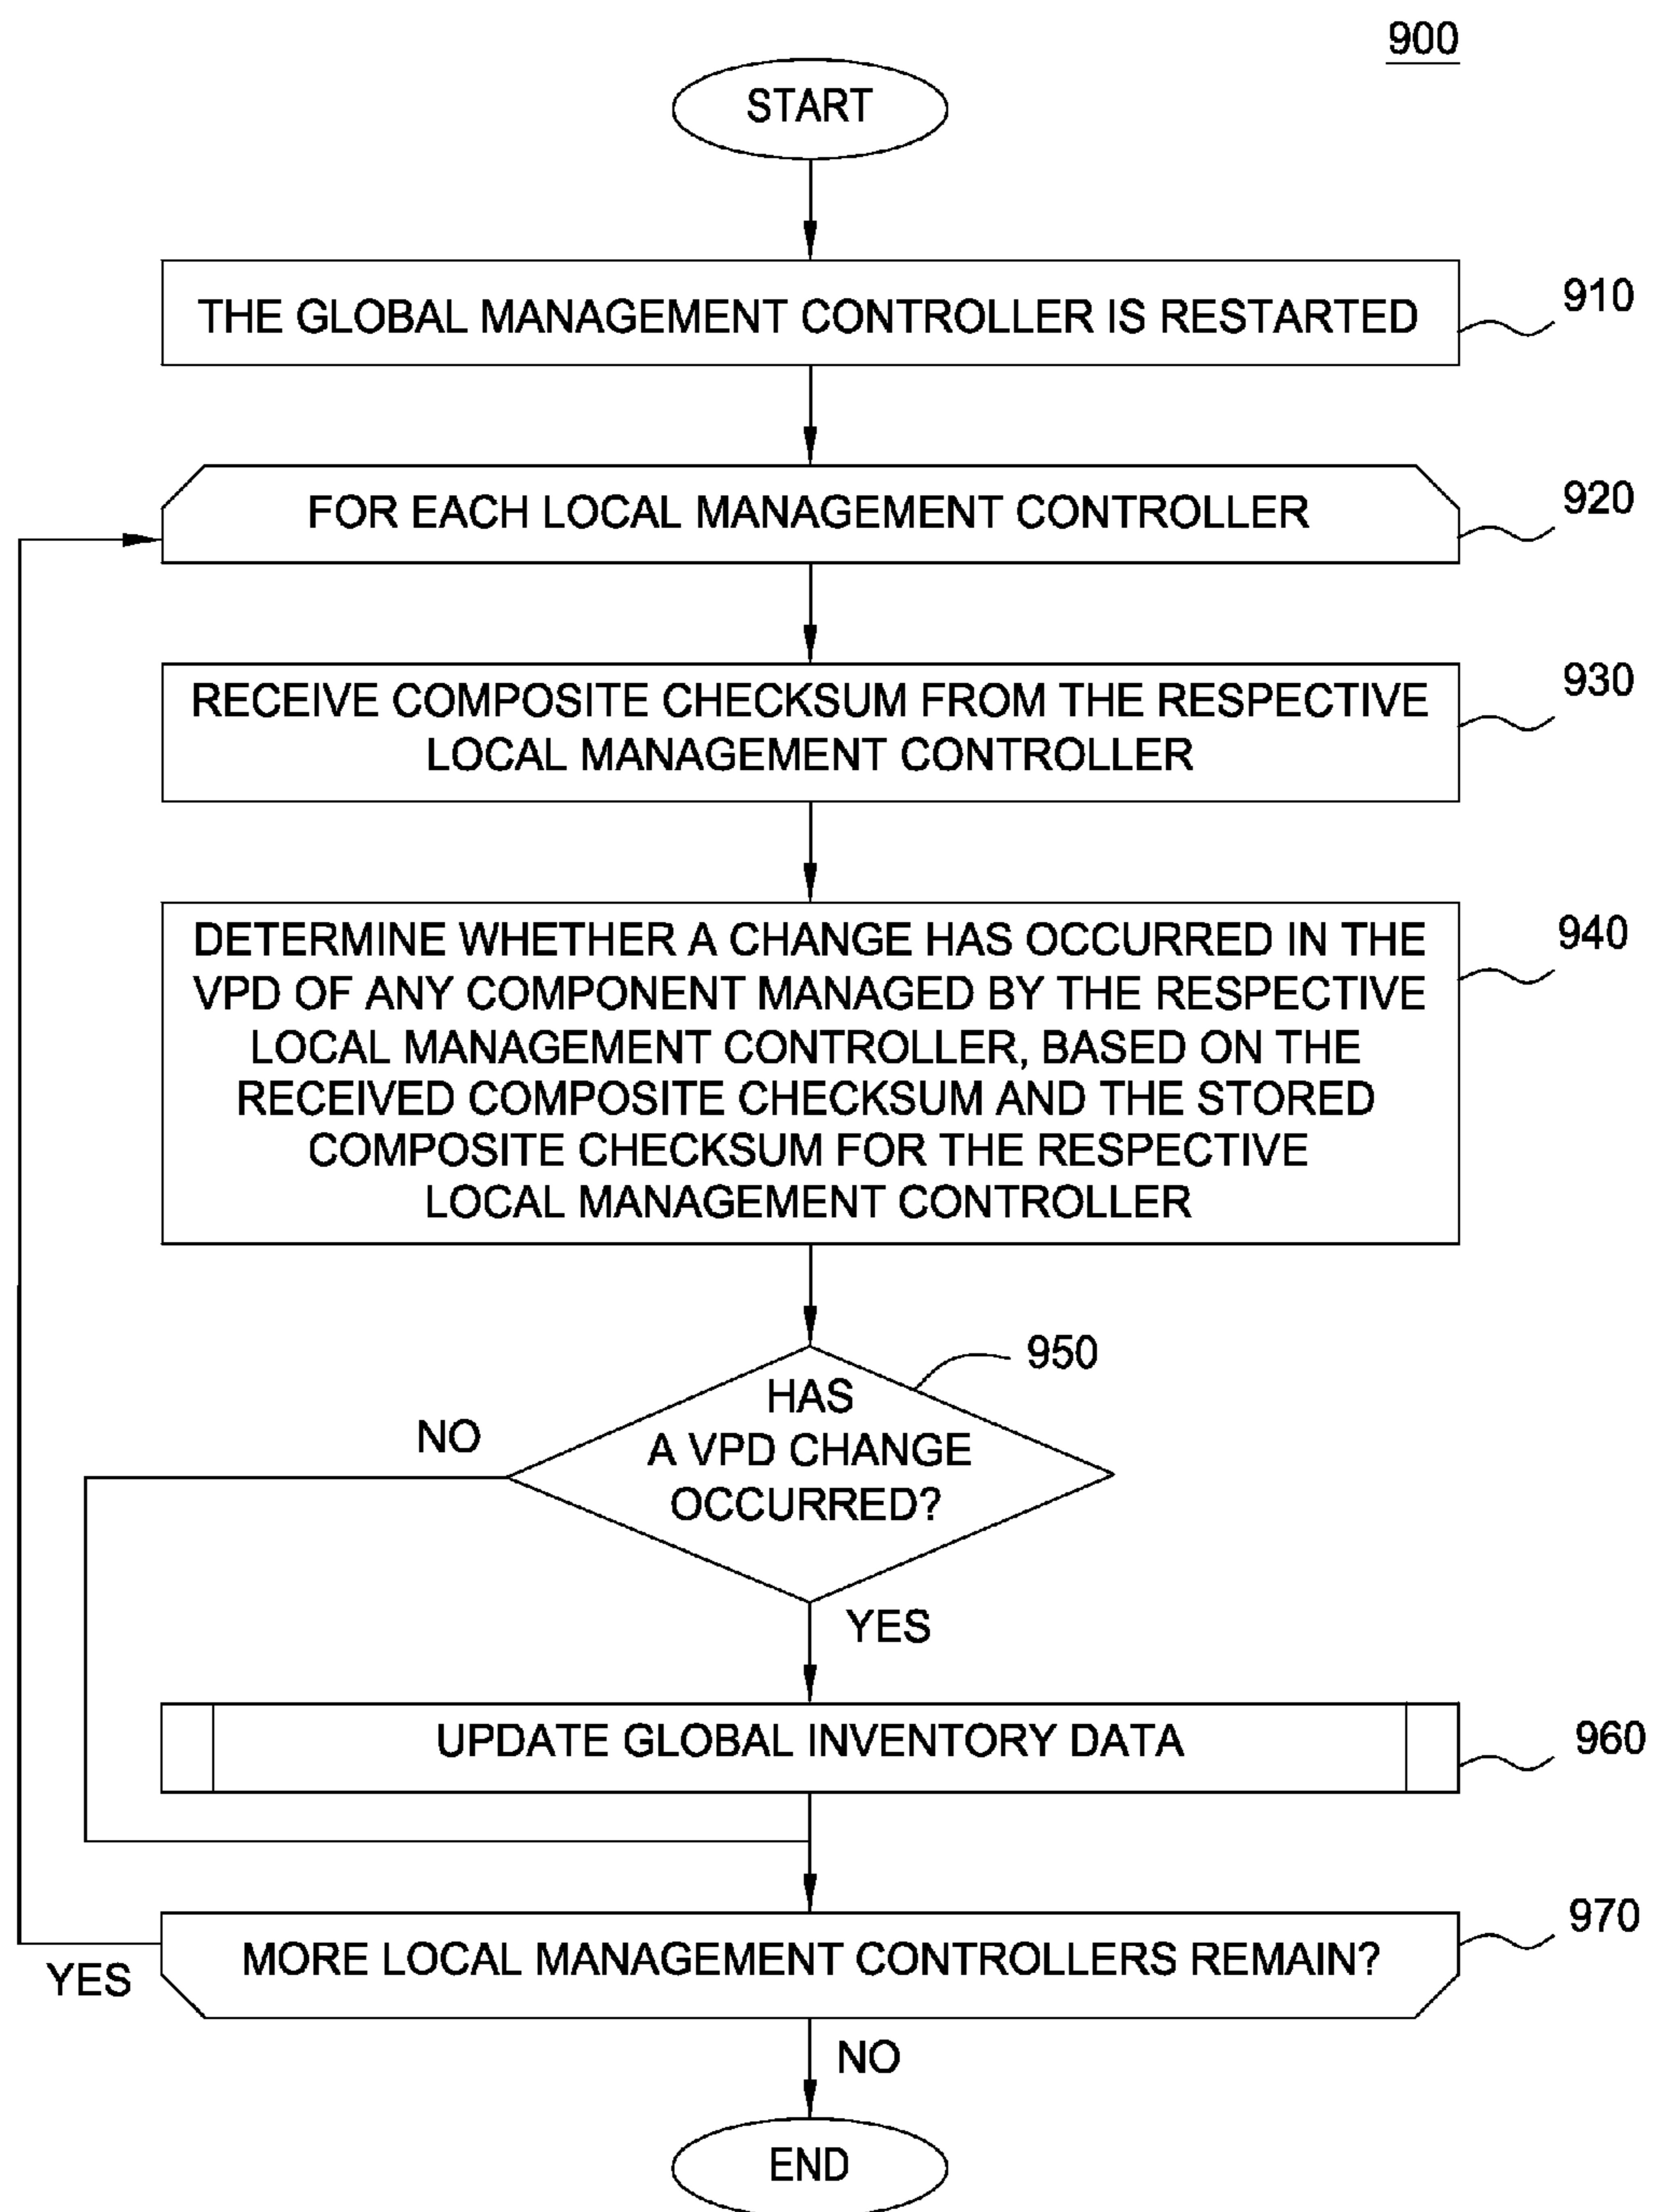 900
START
THE GLOBAL MANAGEMENT CONTROLLER IS RESTARTED
910
FOR EACH LOCAL MANAGEMENT CONTROLLER
920
RECEIVE COMPOSITE CHECKSUM FROM THE RESPECTIVE
LOCAL MANAGEMENT CONTROLLER
930
DETERMINE WHETHER A CHANGE HAS OCCURRED IN THE
VPD OF ANY COMPONENT MANAGED BY THE RESPECTIVE
LOCAL MANAGEMENT CONTROLLER, BASED ON THE
RECEIVED COMPOSITE CHECKSUM AND THE STORED
COMPOSITE CHECKSUM FOR THE RESPECTIVE
LOCAL MANAGEMENT CONTROLLER
940
HAS
A VPD CHANGE
OCCURRED?
950
NO
YES
UPDATE GLOBAL INVENTORY DATA
960
MORE LOCAL MANAGEMENT CONTROLLERS REMAIN?
970
YES
NO
END